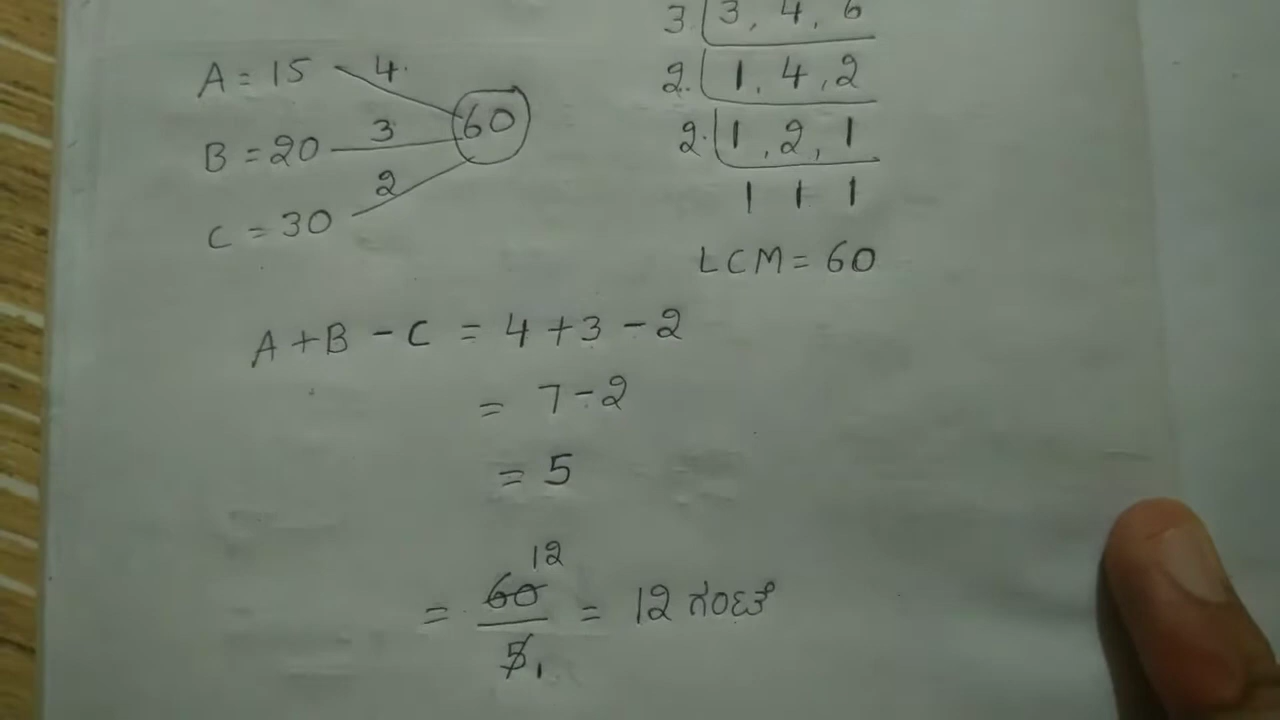 A = 15 4.
B = 20 3 60
2
C = 30
3. 3, 4, 6
2. 1, 4, 2
2. 1, 2, 1
1 1 1
LCM = 60
A + B - C = 4 + 3 - 2
= 7 - 2
= 5
12
= 60 = 12 ಗಂಟೆ
5 1